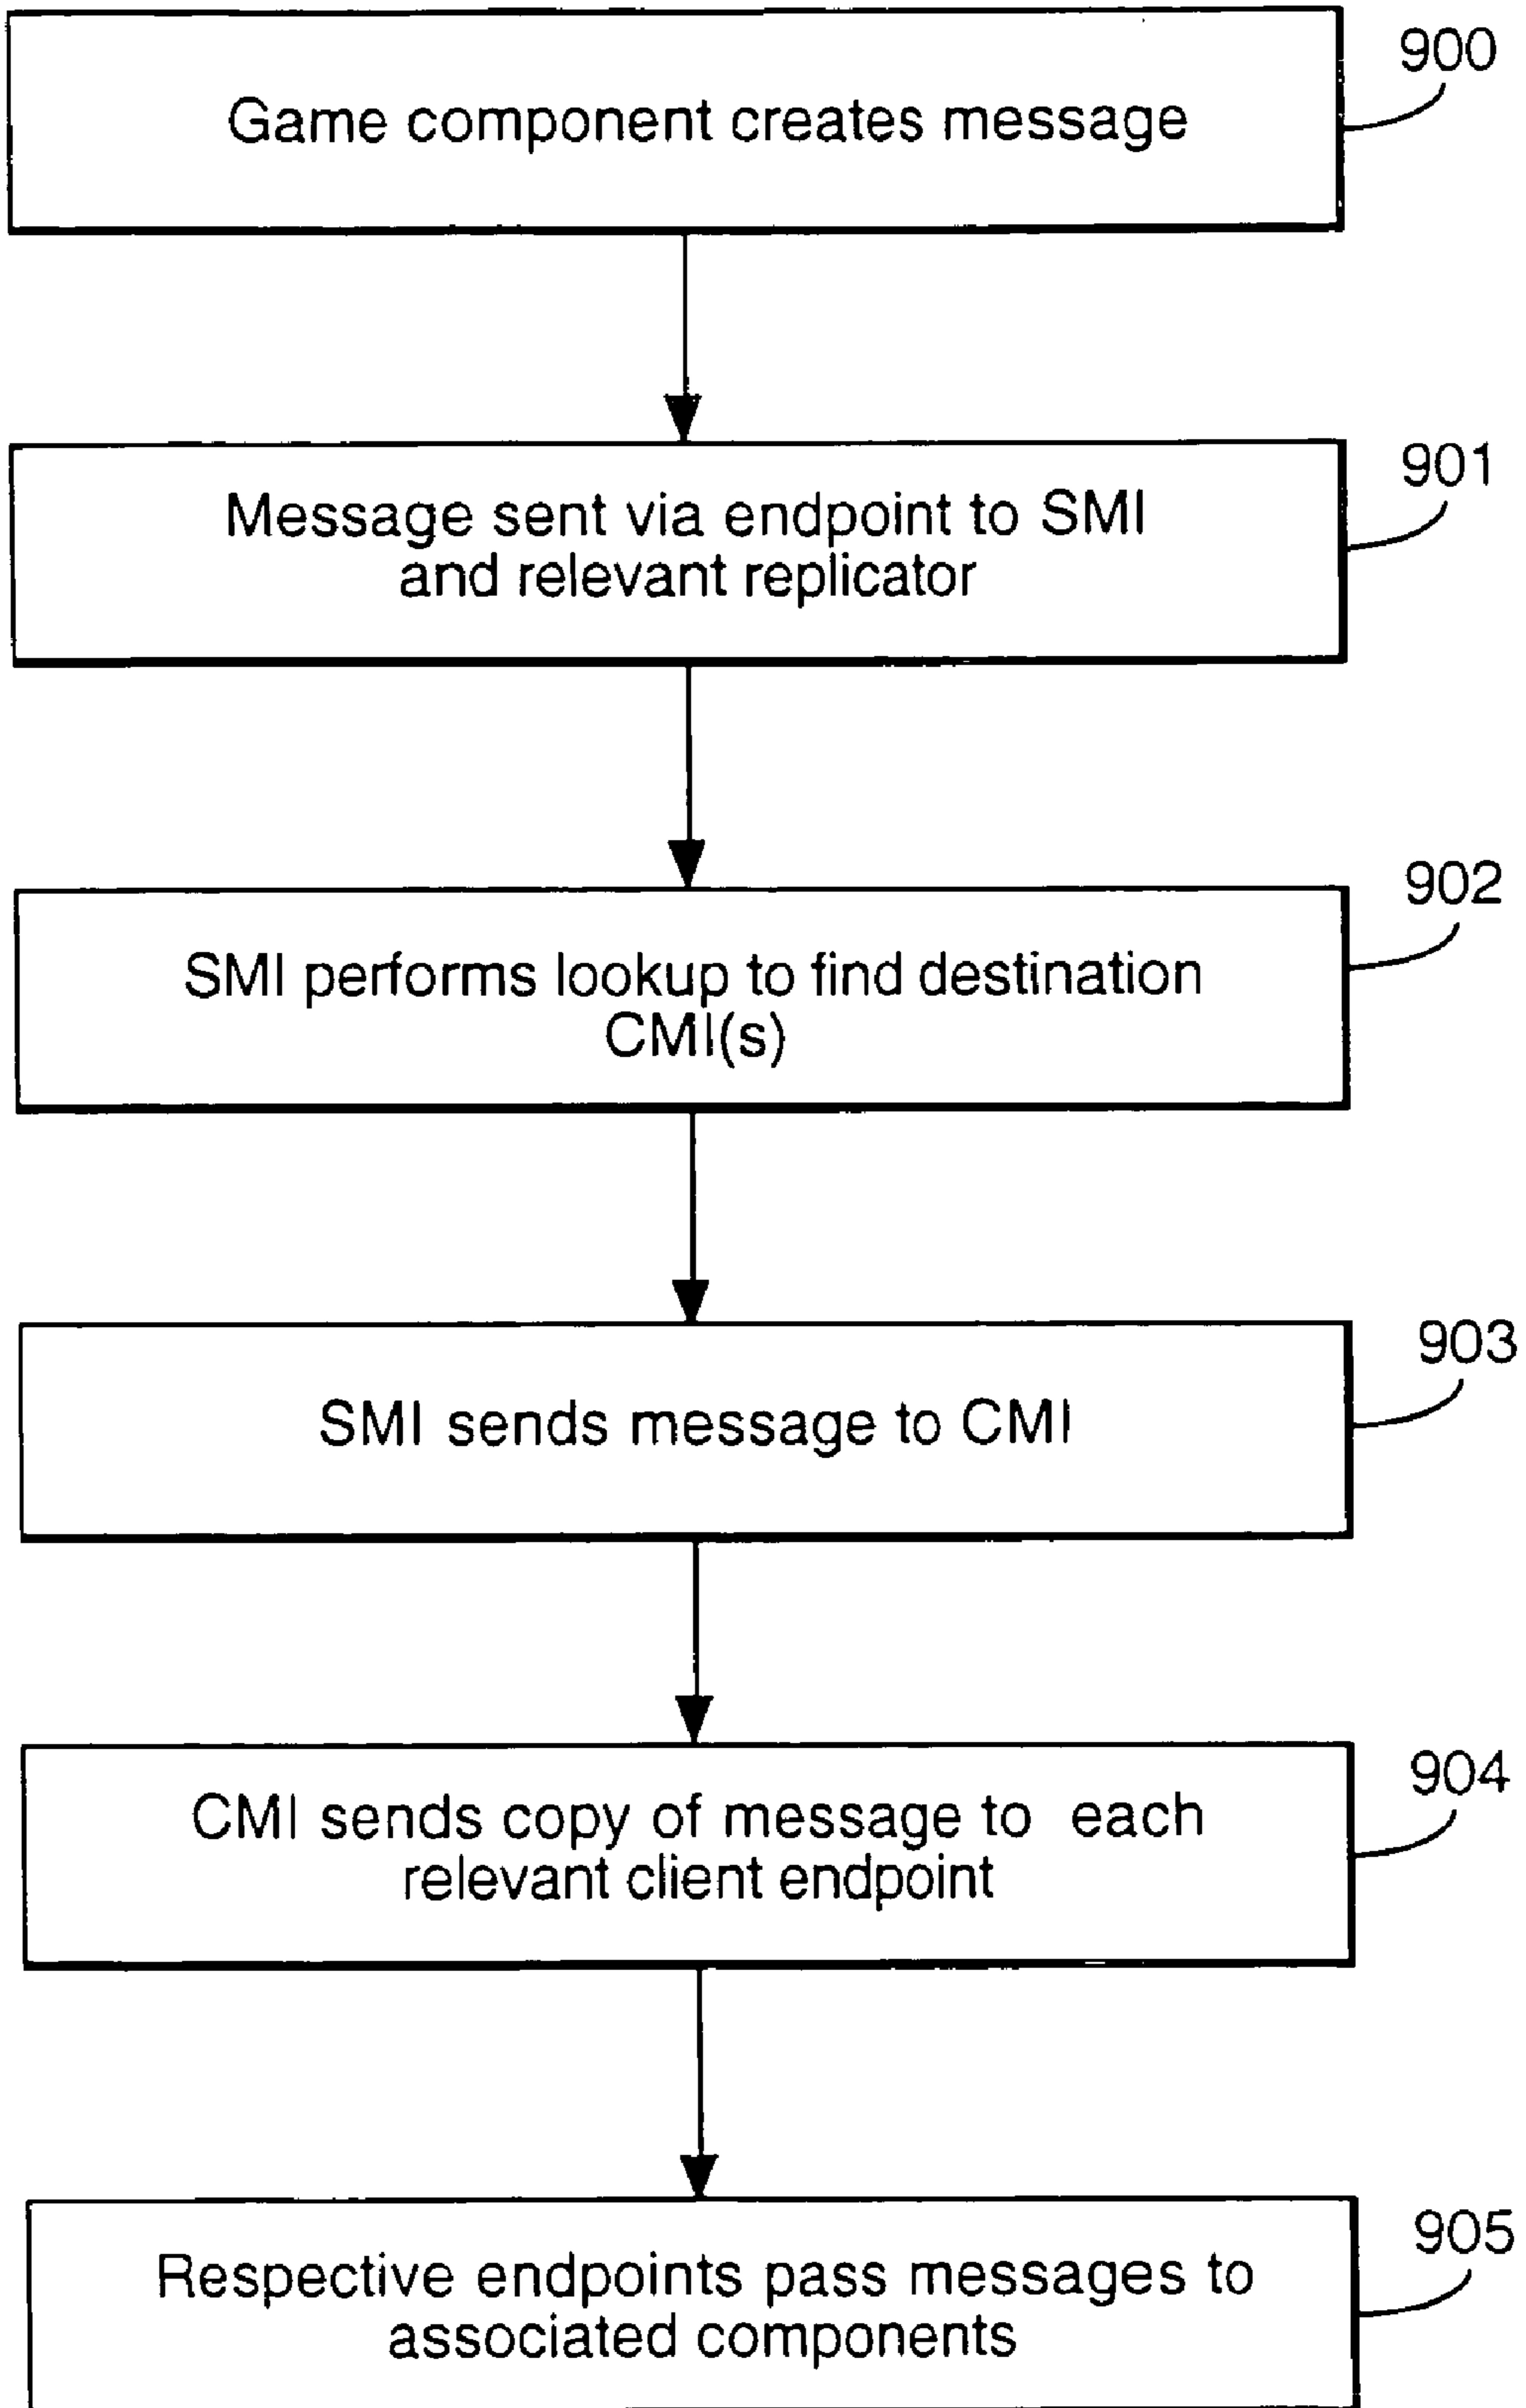 900
Game component creates message
901
Message sent via endpoint to SMI
and relevant replicator
902
SMI performs lookup to find destination
CMI(s)
903
SMI sends message to CMI
904
CMI sends copy of message to each
relevant client endpoint
905
Respective endpoints pass messages to
associated components